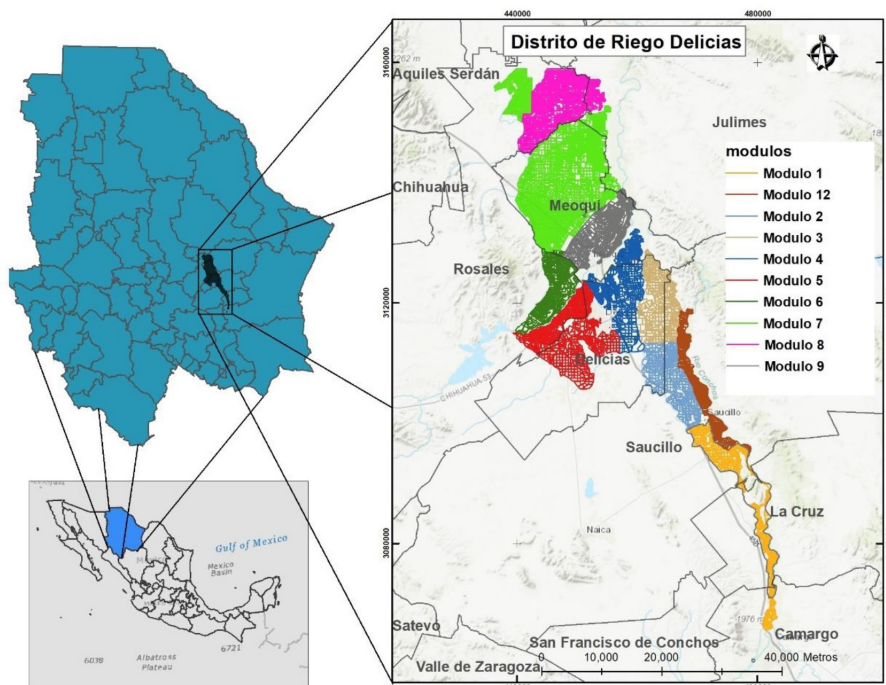 440000
480000
Distrito de Riego Delicias
3160000
Aquiles Serdán
Julimes
modulos
Modulo 1
Modulo 12
Modulo 2
Modulo 3
Modulo 4
Modulo 5
Modulo 6
Modulo 7
Modulo 8
Modulo 9
Chihuahua
Meoqui
Rosales
3120000
Delicias
Saucillo
Saucillo
La Cruz
Naica
3080000
Gulf of Mexico
Mexico
Basin
Albatross
Plateau
6038
6721
Satevó
1976 m
Camargo
San Francisco de Conchos
Valle de Zaragoza
0 10,000 20,000 40,000 Metros